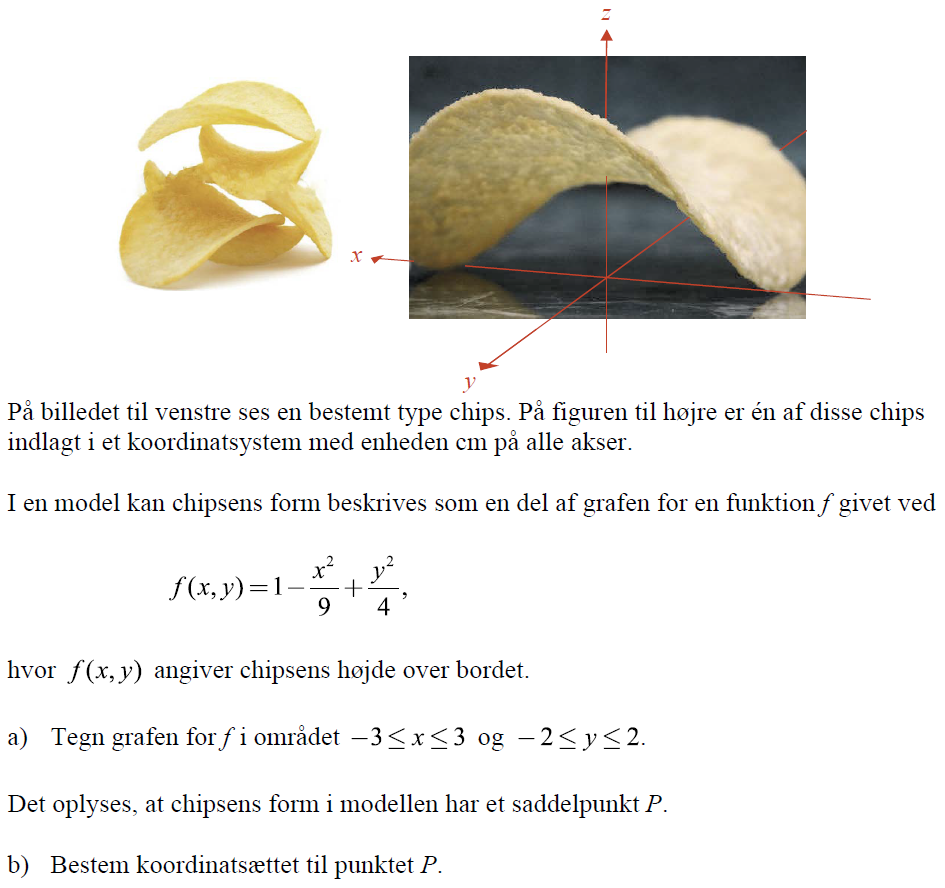 z
x
y
På billedet til venstre ses en bestemt type chips. På figuren til højre er én af disse chips
indlagt i et koordinatsystem med enheden cm på alle akser.
I en model kan chipsens form beskrives som en del af grafen for en funktion f givet ved
f(x, y) = 1 − x²/9 + y²/4,
hvor f(x, y) angiver chipsens højde over bordet.
a) Tegn grafen for f i området −3 ≤ x ≤ 3 og −2 ≤ y ≤ 2.
Det oplyses, at chipsens form i modellen har et saddelpunkt P.
b) Bestem koordinatsættet til punktet P.